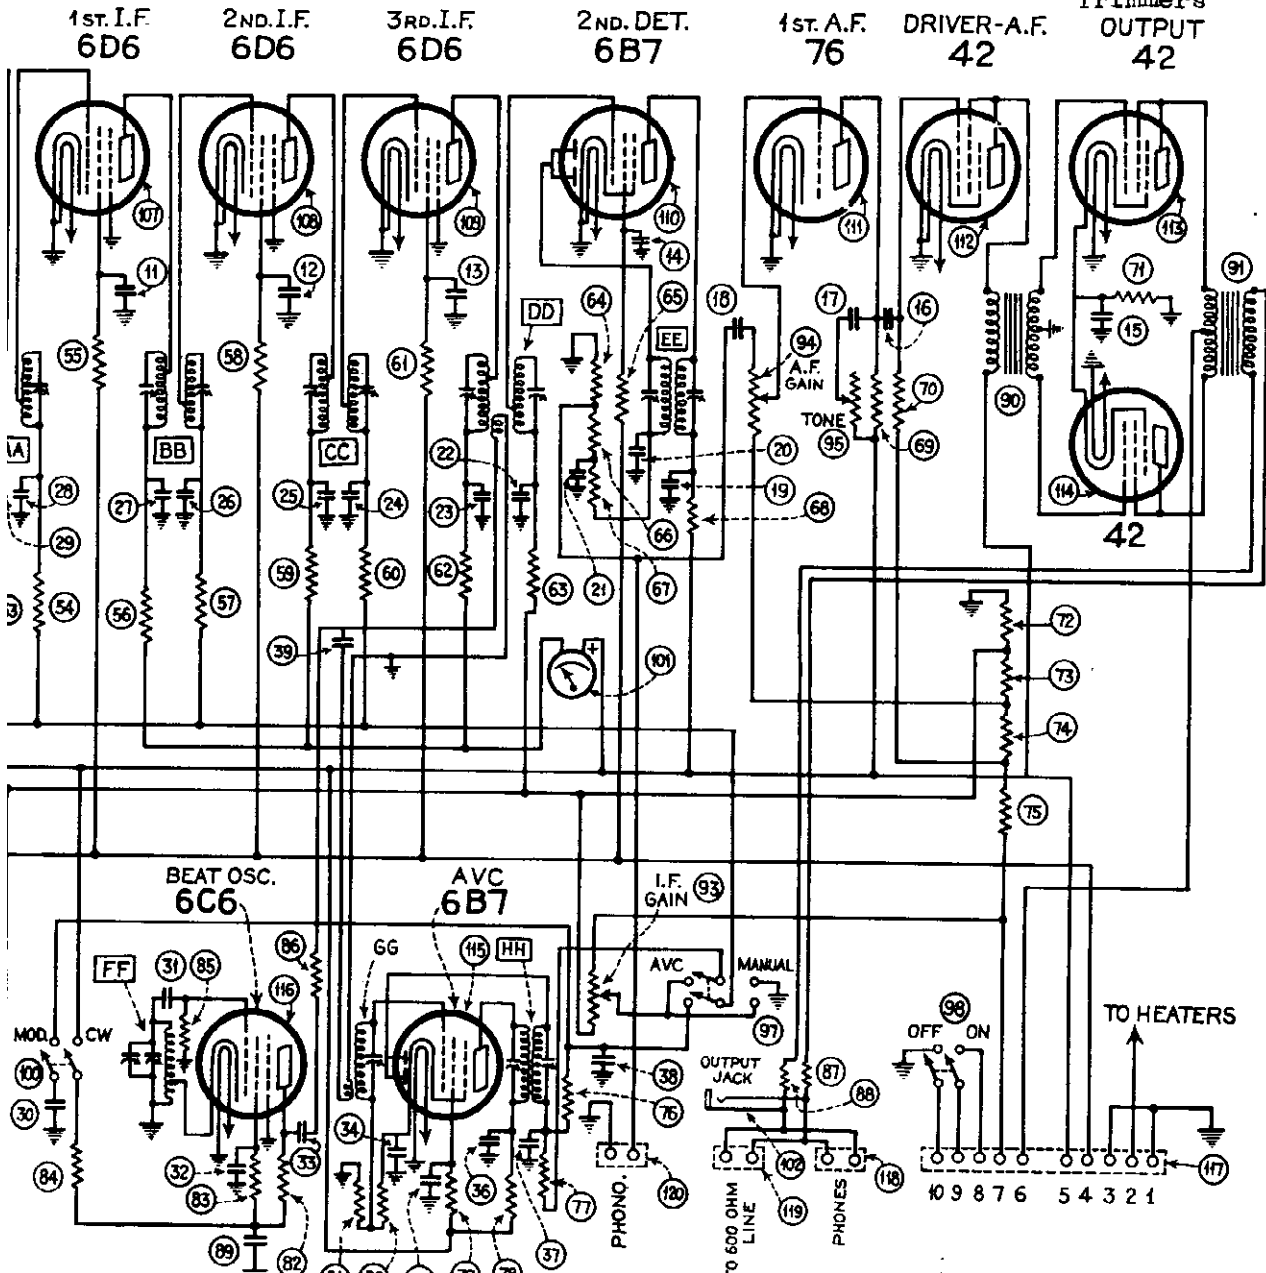 Trimmers
1ST. I.F. 2ND. I.F. 3RD. I.F. 2ND. DET. 1ST. A.F. DRIVER-A.F. OUTPUT
6D6 6D6 6D6 6B7 76 42 42
107 108 109 110 111 112 113
11 12 13 14 71 91
DD 64 65 18 17 16 15
55 58 61 EE 94
A.F.
GAIN
70 90
TONE
95 69
BB CC 22 20 114
28 27 26 25 24 23 19 68 42
29 66
54 56 57 59 60 62 63 21 67
72
39 + 101 73
74
75
BEAT OSC. AVC I.F.
6C6 6B7 GAIN 93
86 GG 115 HH
FF 31 85 116 AVC MANUAL
97 98
OFF ON TO HEATERS
MOD. CW
100 OUTPUT
JACK
87
38 88
30 76
34
32 33 36 77 102 118 117
84 83 120 119
37
89 82 78
PHONO. TO 600 OHM
LINE PHONES
10 9 8 7 6 5 4 3 2 1